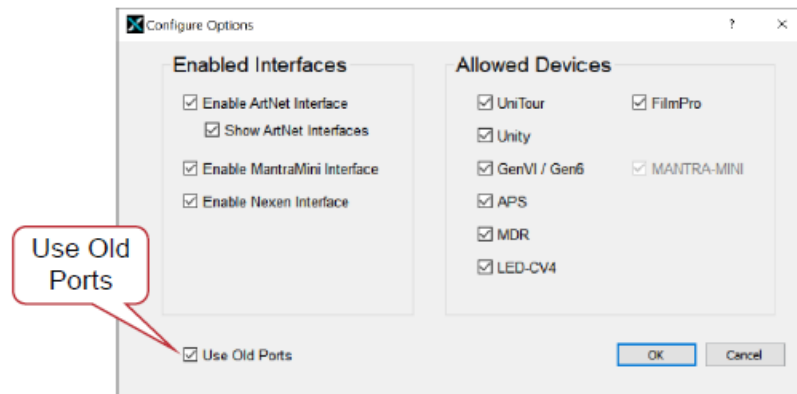 Configure Options
? ×
Enabled Interfaces
Enable ArtNet Interface
Show ArtNet Interfaces
Enable MantraMini Interface
Enable Nexen Interface
Allowed Devices
UniTour
FilmPro
Unity
GenVI / Gen6
MANTRA-MINI
APS
MDR
LED-CV4
Use Old
Ports
Use Old Ports
OK
Cancel